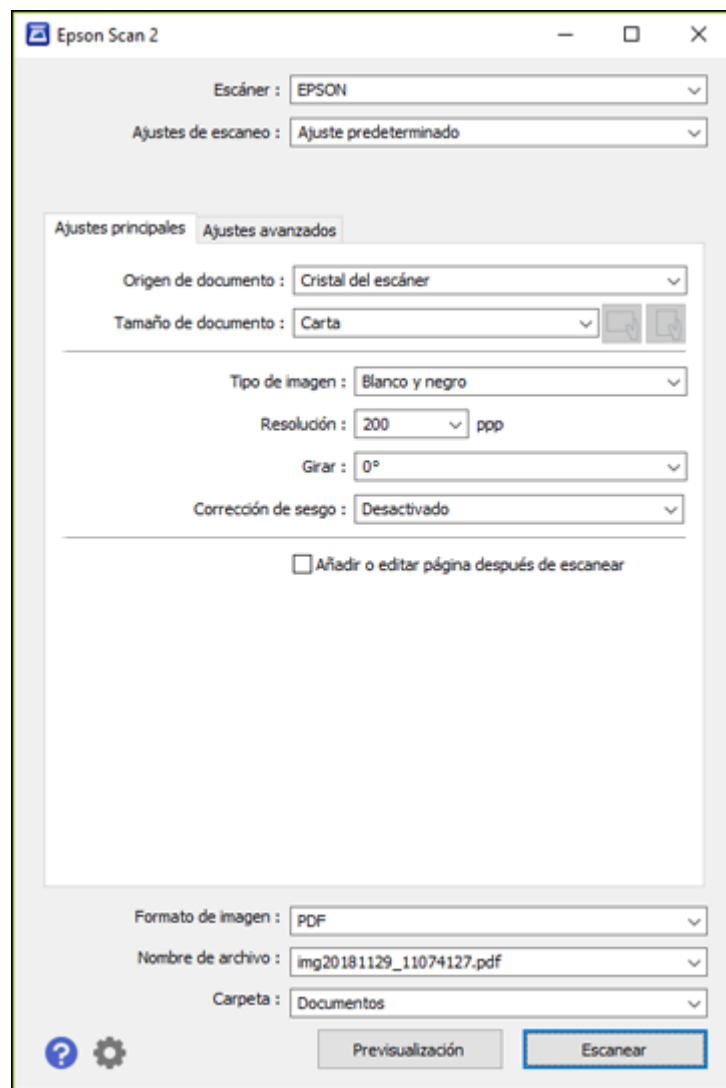 Epson Scan 2
Escáner : EPSON
Ajustes de escaneo : Ajuste predeterminado
Ajustes principales Ajustes avanzados
Origen de documento : Cristal del escáner
Tamaño de documento : Carta
Tipo de imagen : Blanco y negro
Resolución : 200 ppp
Girar : 0°
Corrección de sesgo : Desactivado
Añadir o editar página después de escanear
Formato de imagen : PDF
Nombre de archivo : img20181129_11074127.pdf
Carpeta : Documentos
? Previsualización Escanear